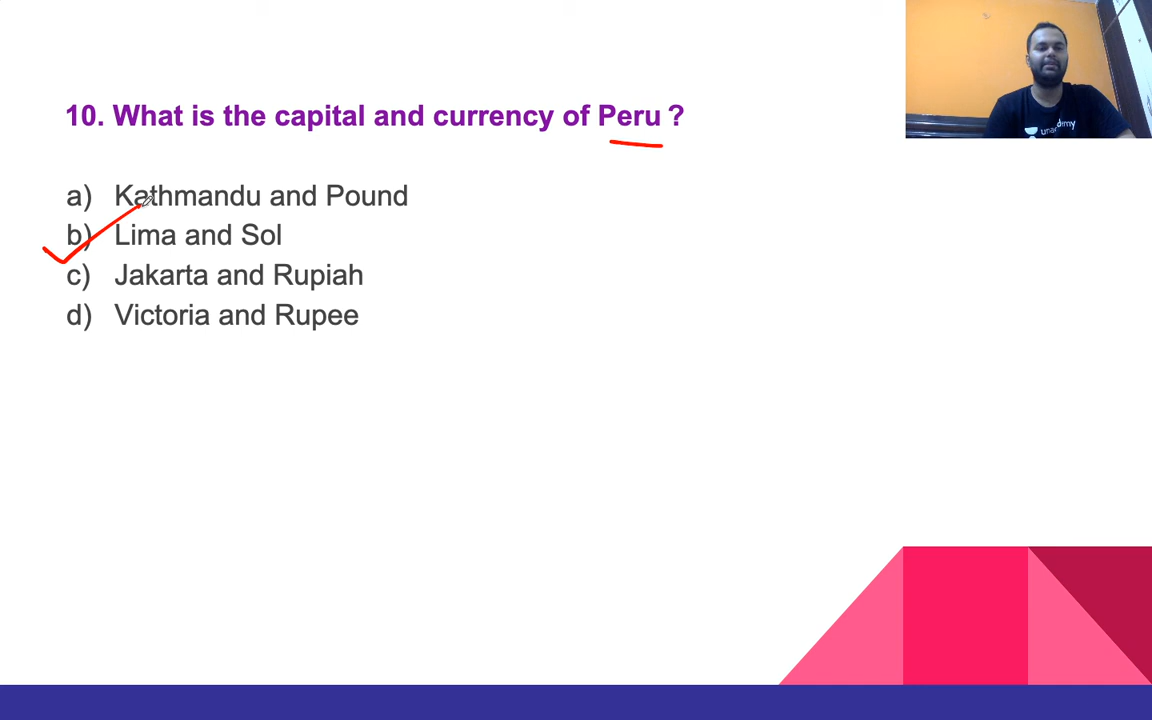 10. What is the capital and currency of Peru ?
a) Kathmandu and Pound
b) Lima and Sol
c) Jakarta and Rupiah
d) Victoria and Rupee